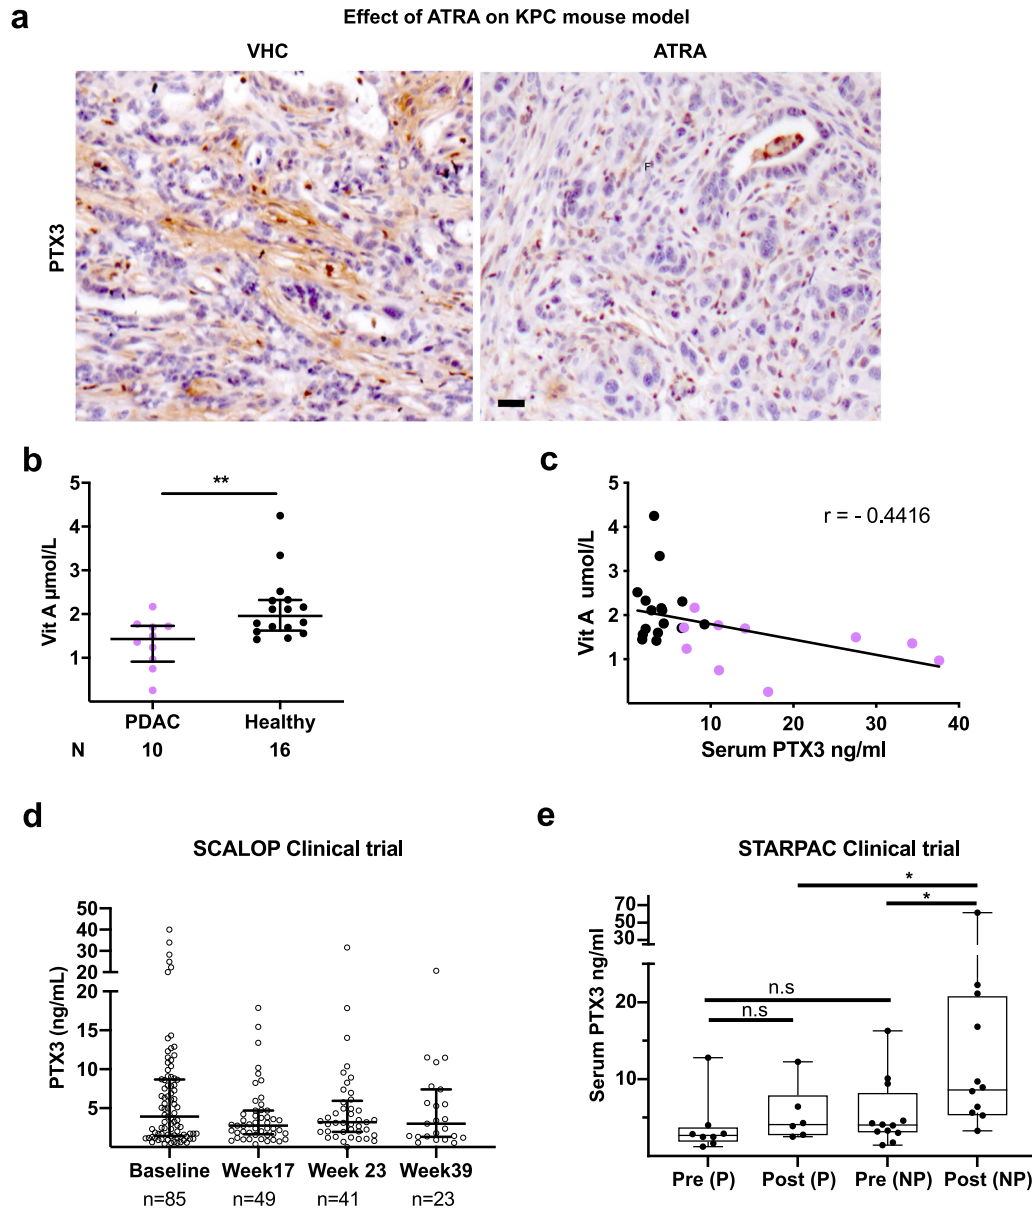 a
Effect of ATRA on KPC mouse model
VHC
ATRA
PTX3
F
b
**
Vit A μmol/L
5
4
3
2
1
PDAC
Healthy
N
10
16
c
r = - 0.4416
Vit A umol/L
5
4
3
2
1
10
20
30
40
Serum PTX3 ng/ml
d
SCALOP Clinical trial
PTX3 (ng/mL)
50
40
30
20
20
15
10
5
Baseline
Week17
Week 23
Week39
n=85
n=49
n=41
n=23
e
STARPAC Clinical trial
*
*
n.s
n.s
Serum PTX3 ng/ml
70
50
30
20
10
Pre (P)
Post (P)
Pre (NP)
Post (NP)